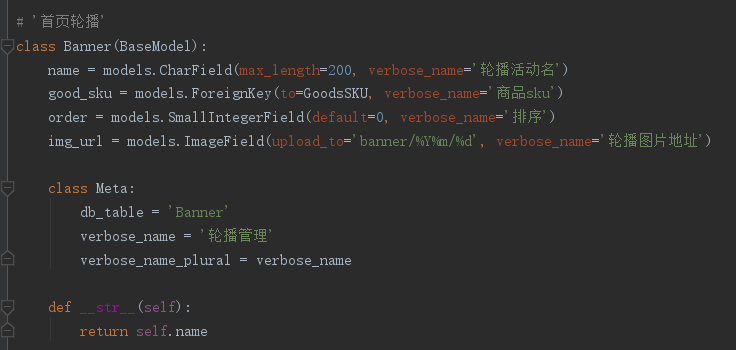 # '首页轮播'
class Banner(BaseModel):
    name = models.CharField(max_length=200, verbose_name='轮播活动名')
    good_sku = models.ForeignKey(to=GoodsSKU, verbose_name='商品sku')
    order = models.SmallIntegerField(default=0, verbose_name='排序')
    img_url = models.ImageField(upload_to='banner/%Y%m/%d', verbose_name='轮播图片地址')
    class Meta:
        db_table = 'Banner'
        verbose_name = '轮播管理'
        verbose_name_plural = verbose_name
    def __str__(self):
        return self.name